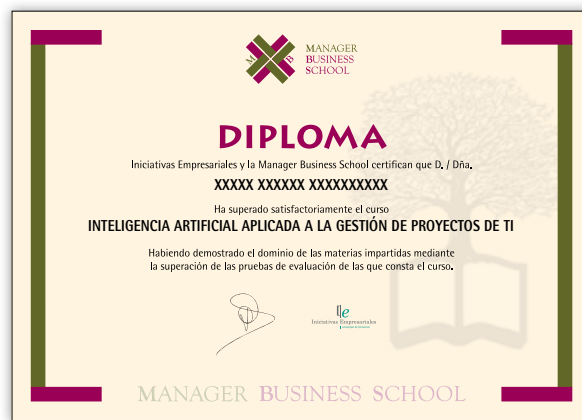 M B
MANAGER
BUSINESS
SCHOOL
DIPLOMA
Iniciativas Empresariales y la Manager Business School certifican que D. / Dña.
XXXXX XXXXXX XXXXXXXXXX
Ha superado satisfactoriamente el curso
INTELIGENCIA ARTIFICIAL APLICADA A LA GESTIÓN DE PROYECTOS DE TI
Habiendo demostrado el dominio de las materias impartidas mediante
la superación de las pruebas de evaluación de las que consta el curso.
Iniciativas Empresariales
MANAGER BUSINESS SCHOOL